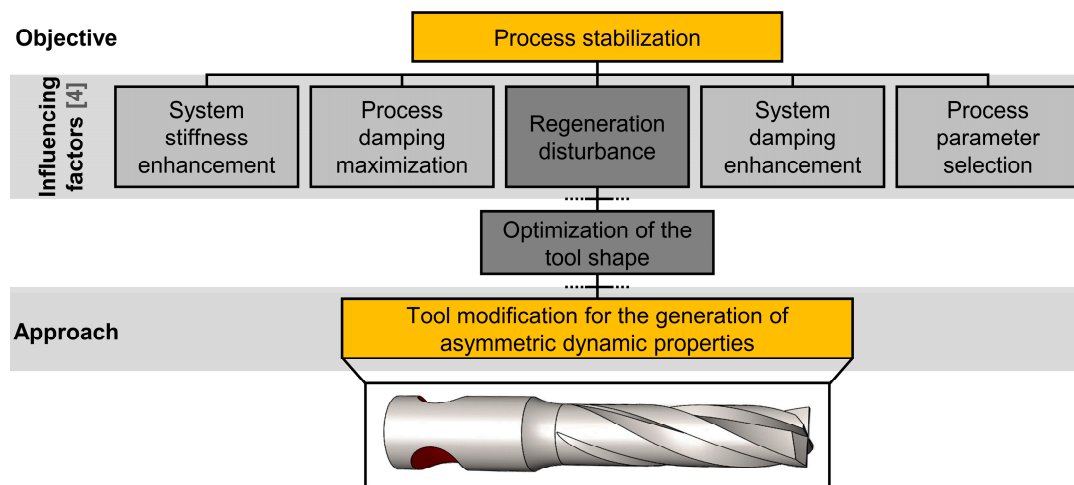 Objective
Process stabilization
Influencing
factors [4]
System
stiffness
enhancement
Process
damping
maximization
Regeneration
disturbance
System
damping
enhancement
Process
parameter
selection
Optimization of the
tool shape
Approach
Tool modification for the generation of
asymmetric dynamic properties